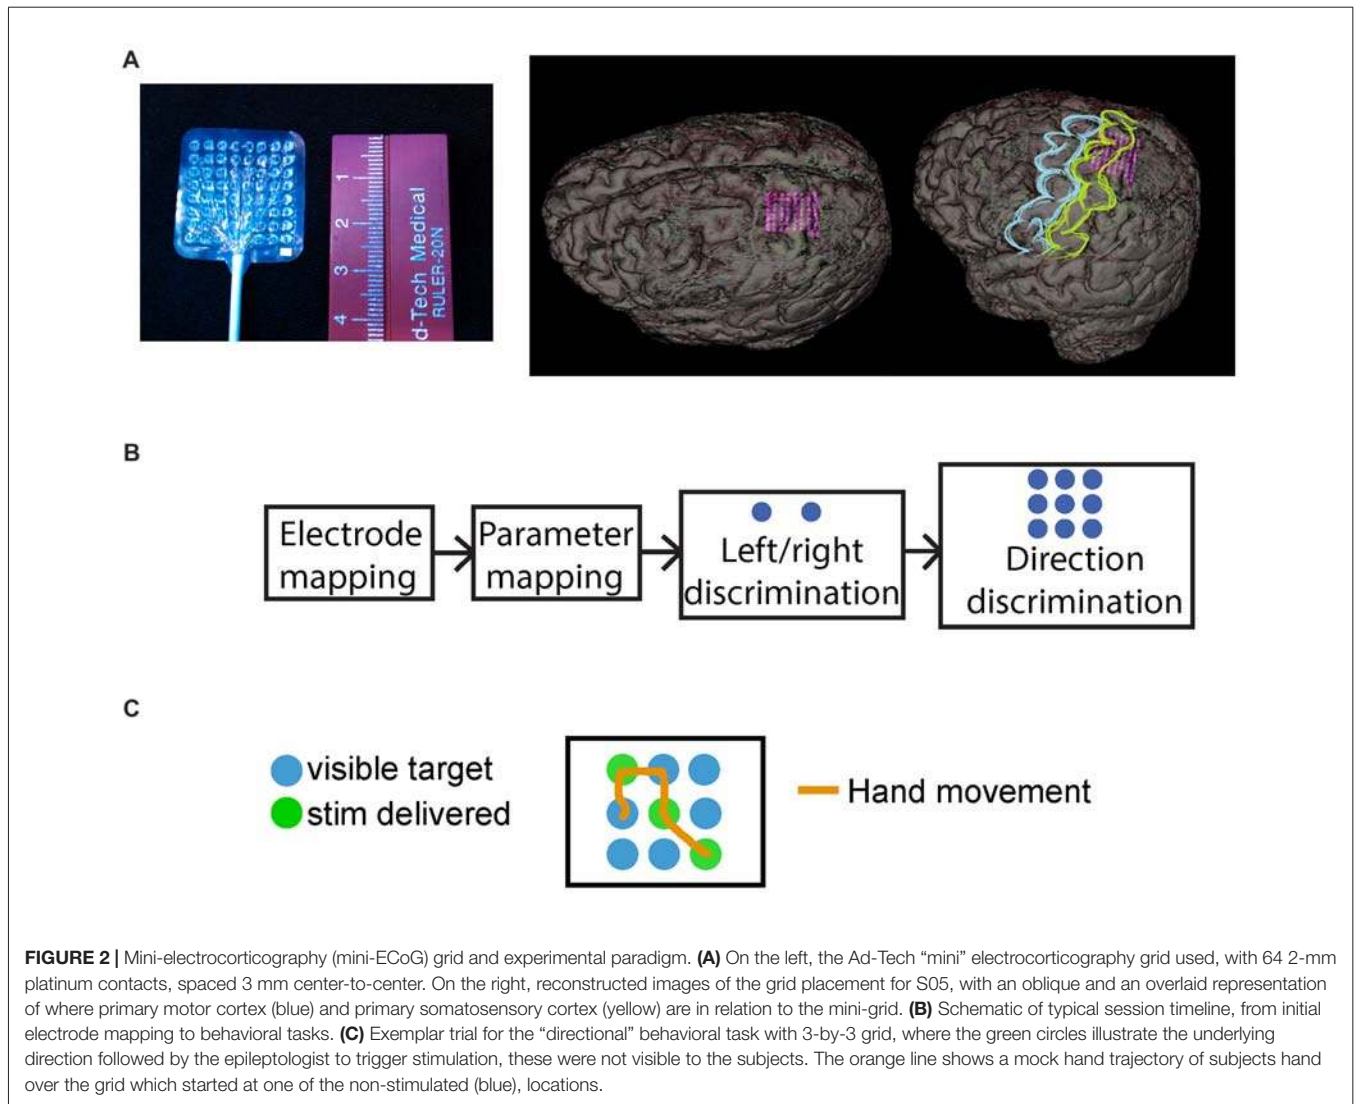 A
1
2
3
4
d-Tech Medical
RULER-20N
B
Electrode
mapping
Parameter
mapping
Left/right
discrimination
Direction
discrimination
C
visible target
stim delivered
Hand movement
FIGURE 2 | Mini-electrocorticography (mini-ECoG) grid and experimental paradigm. (A) On the left, the Ad-Tech “mini” electrocorticography grid used, with 64 2-mm
platinum contacts, spaced 3 mm center-to-center. On the right, reconstructed images of the grid placement for S05, with an oblique and an overlaid representation
of where primary motor cortex (blue) and primary somatosensory cortex (yellow) are in relation to the mini-grid. (B) Schematic of typical session timeline, from initial
electrode mapping to behavioral tasks. (C) Exemplar trial for the “directional” behavioral task with 3-by-3 grid, where the green circles illustrate the underlying
direction followed by the epileptologist to trigger stimulation, these were not visible to the subjects. The orange line shows a mock hand trajectory of subjects hand
over the grid which started at one of the non-stimulated (blue), locations.